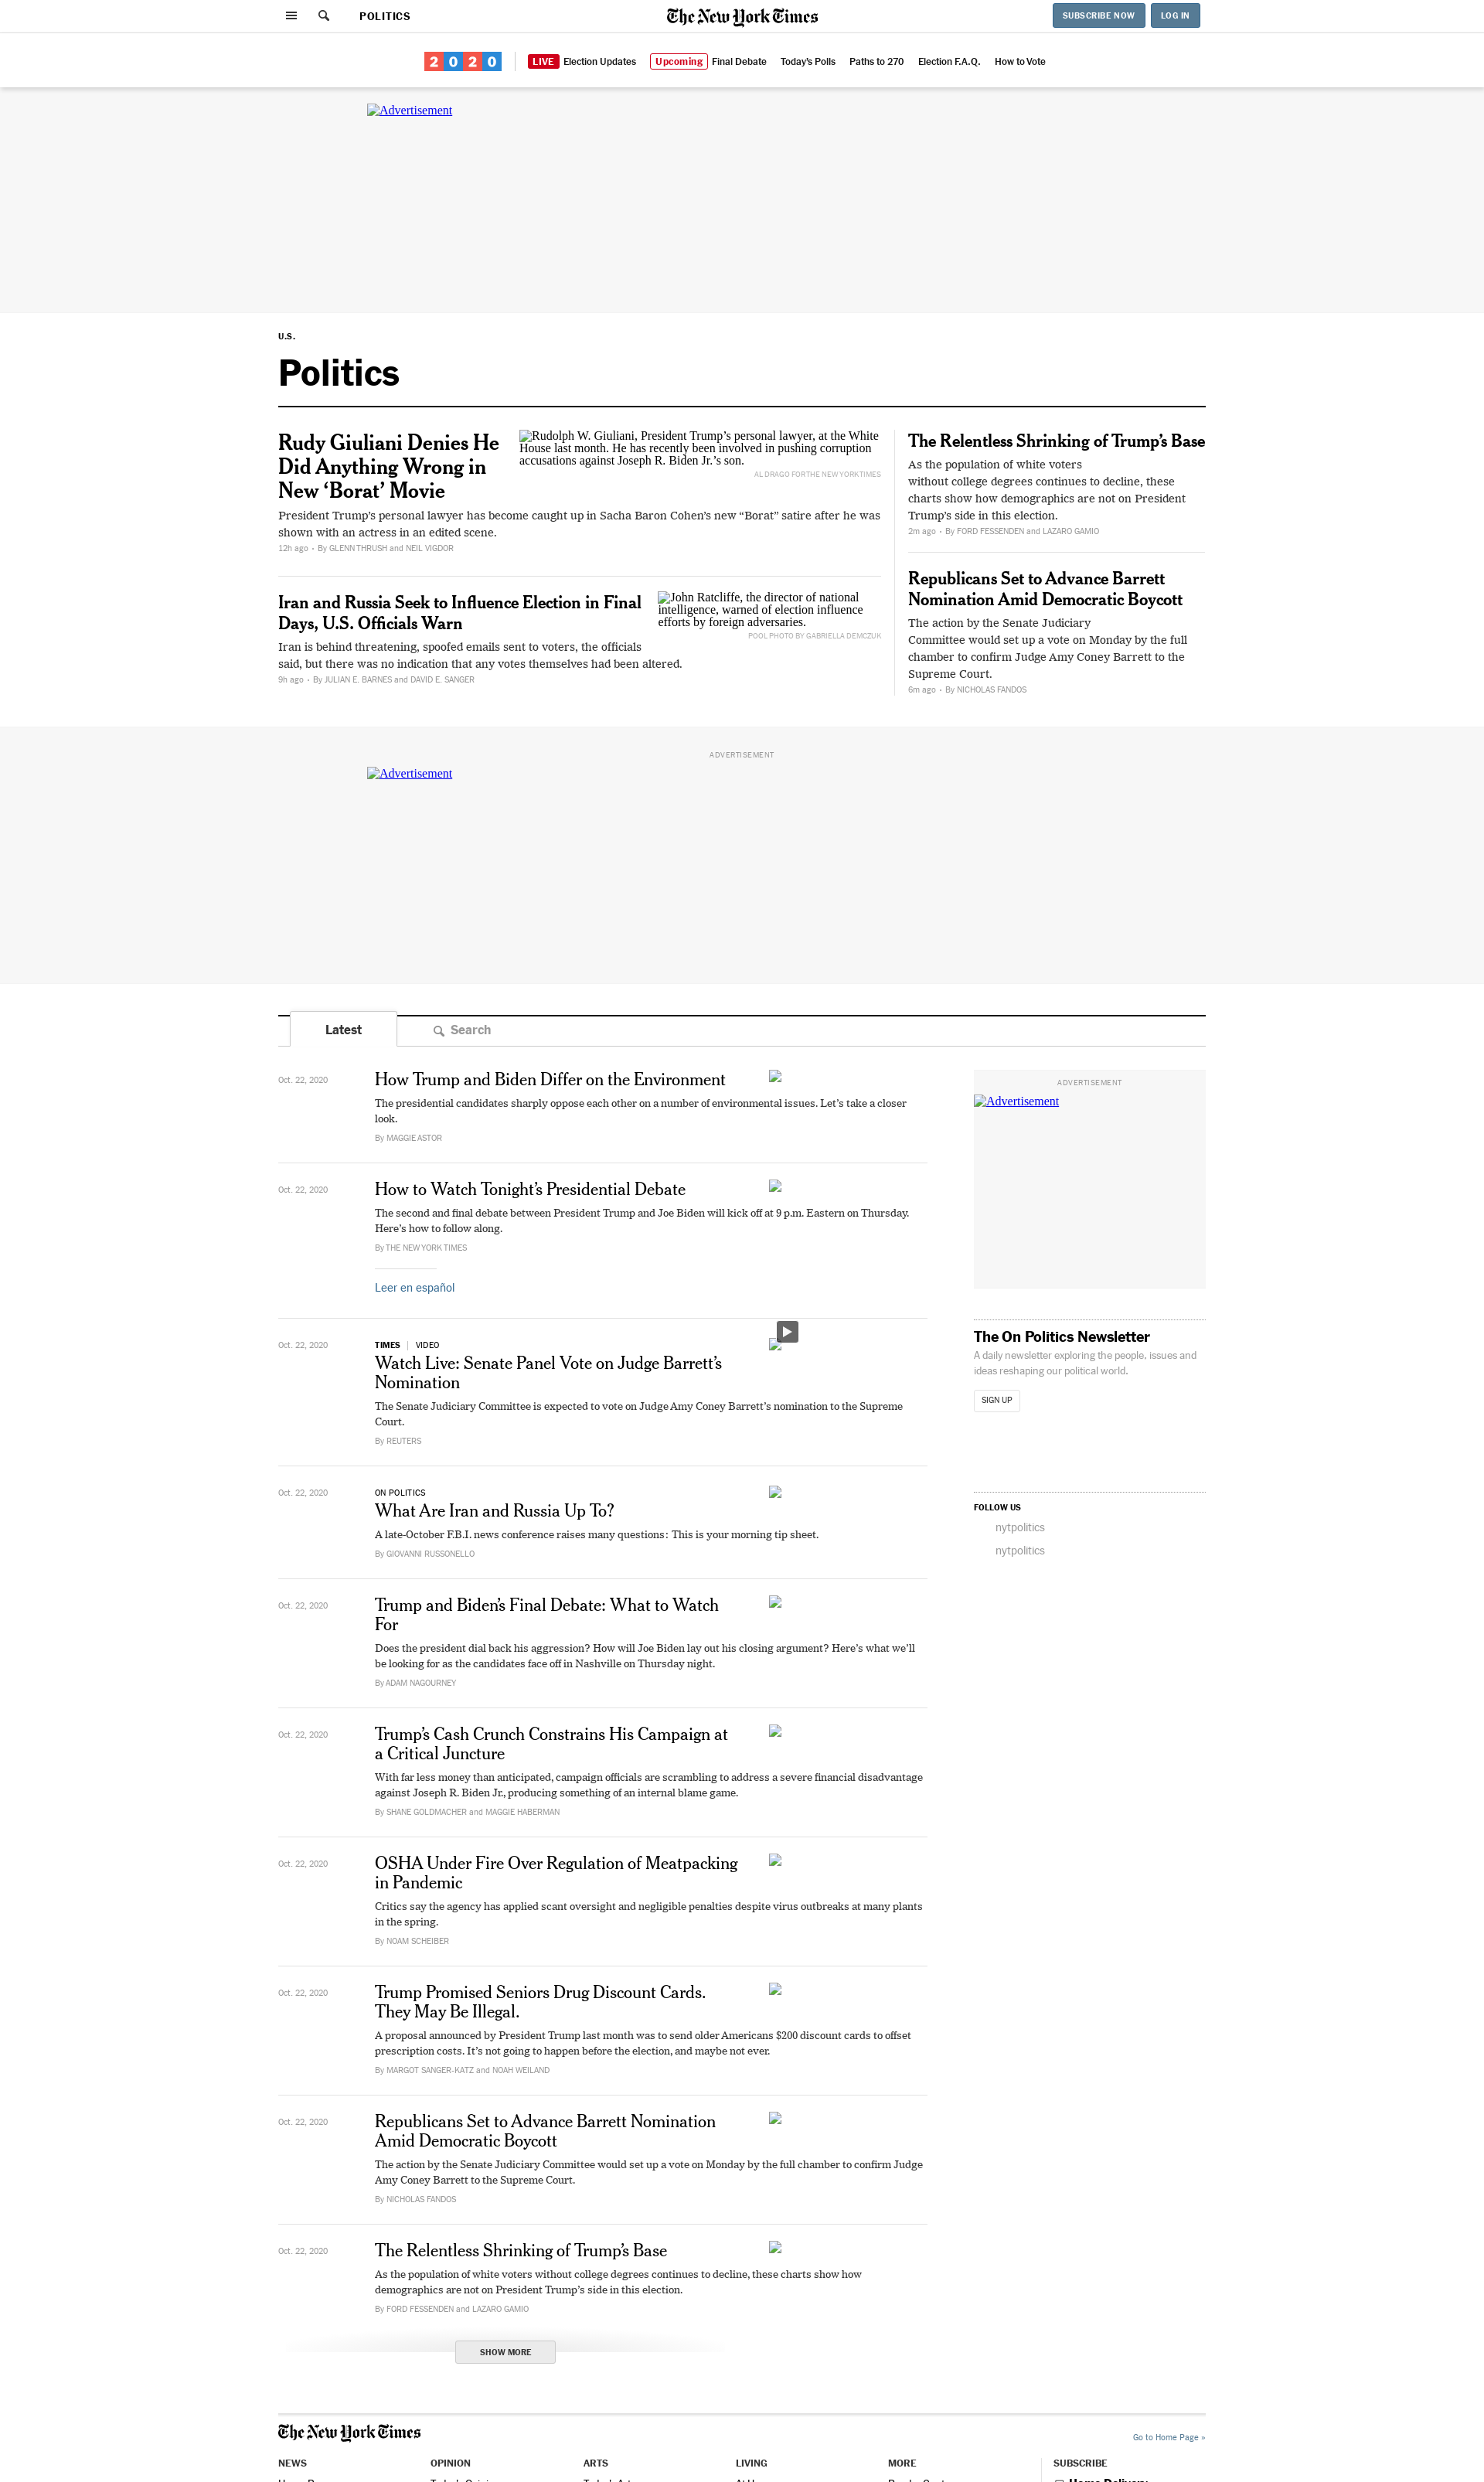 POLITICS
The New York Times
SUBSCRIBE NOW
LOG IN
2020
LIVE Election Updates
Upcoming Final Debate
Today's Polls
Paths to 270
Election F.A.Q.
How to Vote
Advertisement
U.S.
Politics
Rudy Giuliani Denies He
Did Anything Wrong in
New ‘Borat’ Movie
Rudolph W. Giuliani, President Trump’s personal lawyer, at the White
House last month. He has recently been involved in pushing corruption
accusations against Joseph R. Biden Jr.’s son.
AL DRAGO FOR THE NEW YORK TIMES
President Trump’s personal lawyer has become caught up in Sacha Baron Cohen’s new “Borat” satire after he was
shown with an actress in an edited scene.
12h ago • By GLENN THRUSH and NEIL VIGDOR
Iran and Russia Seek to Influence Election in Final
Days, U.S. Officials Warn
John Ratcliffe, the director of national
intelligence, warned of election influence
efforts by foreign adversaries.
POOL PHOTO BY GABRIELLA DEMCZUK
Iran is behind threatening, spoofed emails sent to voters, the officials
said, but there was no indication that any votes themselves had been altered.
9h ago • By JULIAN E. BARNES and DAVID E. SANGER
The Relentless Shrinking of Trump’s Base
As the population of white voters
without college degrees continues to decline, these
charts show how demographics are not on President
Trump’s side in this election.
2m ago • By FORD FESSENDEN and LAZARO GAMIO
Republicans Set to Advance Barrett
Nomination Amid Democratic Boycott
The action by the Senate Judiciary
Committee would set up a vote on Monday by the full
chamber to confirm Judge Amy Coney Barrett to the
Supreme Court.
6m ago • By NICHOLAS FANDOS
ADVERTISEMENT
Advertisement
Latest
Search
Oct. 22, 2020
How Trump and Biden Differ on the Environment
The presidential candidates sharply oppose each other on a number of environmental issues. Let’s take a closer
look.
By MAGGIE ASTOR
Oct. 22, 2020
How to Watch Tonight’s Presidential Debate
The second and final debate between President Trump and Joe Biden will kick off at 9 p.m. Eastern on Thursday.
Here’s how to follow along.
By THE NEW YORK TIMES
Leer en español
Oct. 22, 2020
TIMES | VIDEO
Watch Live: Senate Panel Vote on Judge Barrett’s
Nomination
The Senate Judiciary Committee is expected to vote on Judge Amy Coney Barrett’s nomination to the Supreme
Court.
By REUTERS
Oct. 22, 2020
ON POLITICS
What Are Iran and Russia Up To?
A late-October F.B.I. news conference raises many questions: This is your morning tip sheet.
By GIOVANNI RUSSONELLO
Oct. 22, 2020
Trump and Biden’s Final Debate: What to Watch
For
Does the president dial back his aggression? How will Joe Biden lay out his closing argument? Here’s what we’ll
be looking for as the candidates face off in Nashville on Thursday night.
By ADAM NAGOURNEY
Oct. 22, 2020
Trump’s Cash Crunch Constrains His Campaign at
a Critical Juncture
With far less money than anticipated, campaign officials are scrambling to address a severe financial disadvantage
against Joseph R. Biden Jr., producing something of an internal blame game.
By SHANE GOLDMACHER and MAGGIE HABERMAN
Oct. 22, 2020
OSHA Under Fire Over Regulation of Meatpacking
in Pandemic
Critics say the agency has applied scant oversight and negligible penalties despite virus outbreaks at many plants
in the spring.
By NOAM SCHEIBER
Oct. 22, 2020
Trump Promised Seniors Drug Discount Cards.
They May Be Illegal.
A proposal announced by President Trump last month was to send older Americans $200 discount cards to offset
prescription costs. It’s not going to happen before the election, and maybe not ever.
By MARGOT SANGER-KATZ and NOAH WEILAND
Oct. 22, 2020
Republicans Set to Advance Barrett Nomination
Amid Democratic Boycott
The action by the Senate Judiciary Committee would set up a vote on Monday by the full chamber to confirm Judge
Amy Coney Barrett to the Supreme Court.
By NICHOLAS FANDOS
Oct. 22, 2020
The Relentless Shrinking of Trump’s Base
As the population of white voters without college degrees continues to decline, these charts show how
demographics are not on President Trump’s side in this election.
By FORD FESSENDEN and LAZARO GAMIO
SHOW MORE
ADVERTISEMENT
Advertisement
The On Politics Newsletter
A daily newsletter exploring the people, issues and
ideas reshaping our political world.
SIGN UP
FOLLOW US
nytpolitics
nytpolitics
The New York Times
Go to Home Page »
NEWS
OPINION
ARTS
LIVING
MORE
SUBSCRIBE